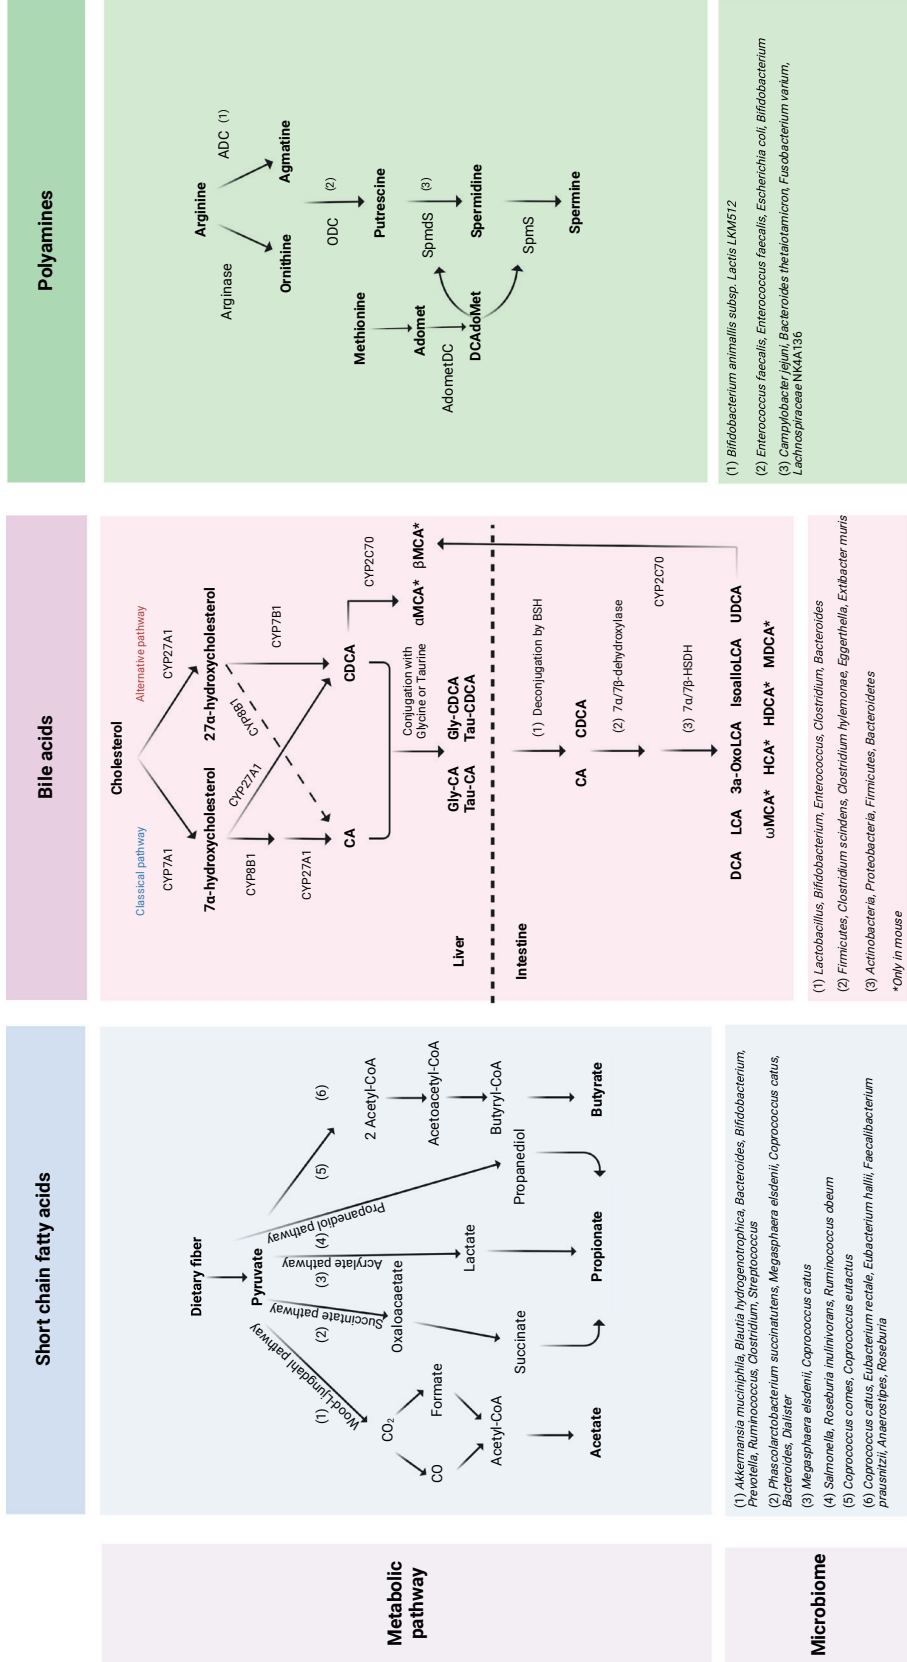 Short chain fatty acids
Bile acids
Polyamines
Metabolic
pathway
Dietary fiber
Pyruvate
Wood-Ljungdahl pathway
Succintate pathway
Acrylate pathway
Propanediol pathway
(1)
(2)
(3)
(4)
(5)
(6)
CO2
CO
Formate
Acetyl-CoA
Acetate
Oxaloacaetate
Succinate
Lactate
Propanediol
Propionate
2 Acetyl-CoA
Acetoacetyl-CoA
Butyryl-CoA
Butyrate
Cholesterol
Classical pathway
Alternative pathway
CYP7A1
CYP27A1
7α-hydroxycholesterol
27α-hydroxycholesterol
CYP8B1
CYP27A1
CYP27A1
CYP8B1
CYP7B1
CA
CDCA
CYP2C70
αMCA* βMCA*
Conjugation with
Glycine or Taurine
Gly-CA Gly-CDCA
Tau-CA Tau-CDCA
Liver
Intestine
(1) Deconjugation by BSH
CA CDCA
(2) 7α/7β-dehydroxylase
(3) 7α/7β-HSDH
CYP2C70
DCA LCA 3a-OxoLCA IsoalloLCA UDCA
ωMCA* HCA* HDCA* MDCA*
Arginine
Arginase
ADC (1)
Ornithine
Agmatine
ODC
(2)
Putrescine
Methionine
Adomet
AdometDC
DCAdoMet
SpmdS
(3)
Spermidine
SpmS
Spermine
Microbiome
(1) Akkermansia muciniphila, Blautia hydrogenotrophica, Bacteroides, Bifidobacterium,
Prevotella, Ruminococcus, Clostridium, Streptococcus
(2) Phascolarctobacterium succinatutens, Megasphaera elsdenii, Coprococcus catus,
Bacteroides, Dialister
(3) Megasphaera elsdenii, Coprococcus catus
(4) Salmonella, Roseburia inulinivorans, Ruminococcus obeum
(5) Coprococcus comes, Coprococcus eutactus
(6) Coprococcus catus, Eubacterium rectale, Eubacterium hallii, Faecalibacterium
prausnitzii, Anaerostipes, Roseburia
(1) Lactobacillus, Bifidobacterium, Enterococcus, Clostridium, Bacteroides
(2) Firmicutes, Clostridium scindens, Clostridium hylemonae, Eggerthella, Extibacter muris
(3) Actinobacteria, Proteobacteria, Firmicutes, Bacteroidetes
*Only in mouse
(1) Bifidobacterium animallis subsp. Lactis LKM512
(2) Enterococcus faecalis, Enterococcus faecalis, Escherichia coli, Bifidobacterium
(3) Campylobacter jejuni, Bacteroides thetaiotamicron, Fusobacterium varium,
Lachnospiraceae NK4A136